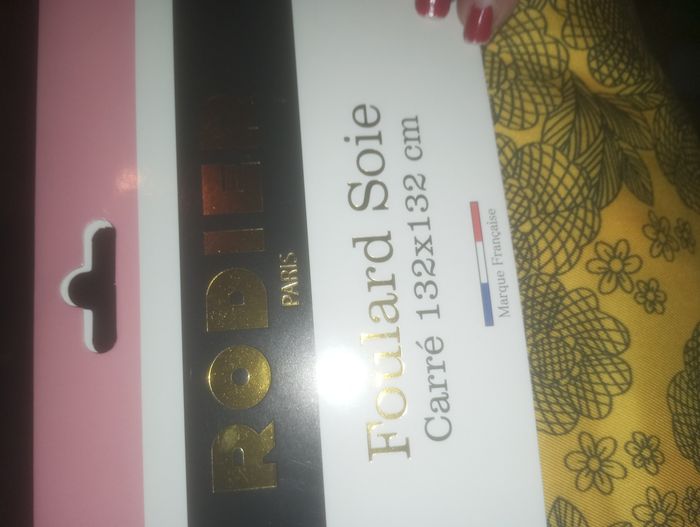 RODIER
PARIS
Foulard Soie
Carré 132x132 cm
Marque Française